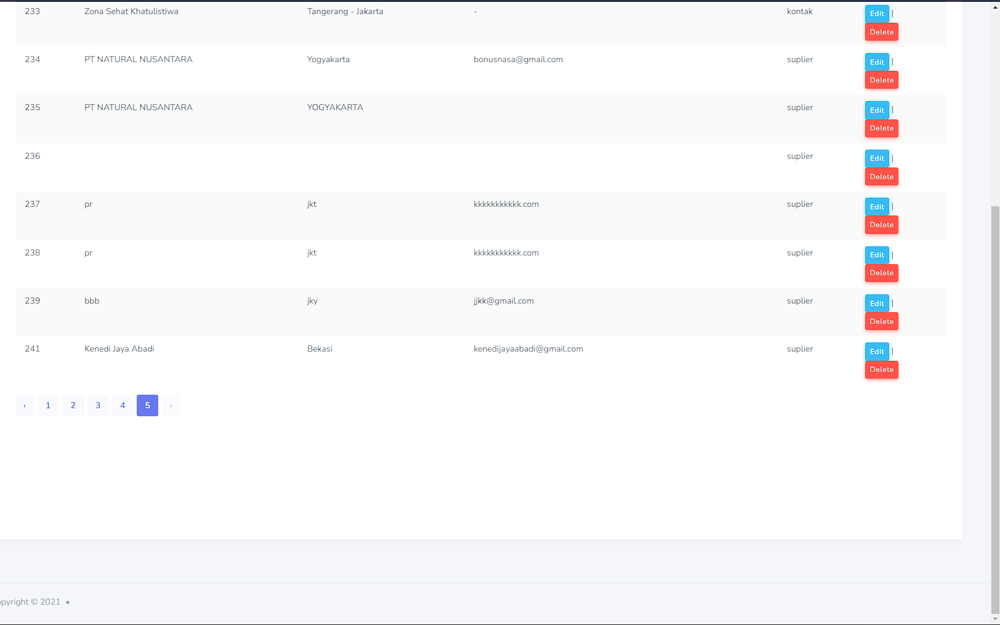 233 Zona Sehat Khatulistiwa Tangerang - Jakarta - kontak Edit |
Delete
234 PT NATURAL NUSANTARA Yogyakarta bonusnasa@gmail.com suplier Edit |
Delete
235 PT NATURAL NUSANTARA YOGYAKARTA suplier Edit |
Delete
236 suplier Edit |
Delete
237 pr jkt kkkkkkkkkkk.com suplier Edit |
Delete
238 pr jkt kkkkkkkkkkk.com suplier Edit |
Delete
239 bbb jky jjkk@gmail.com suplier Edit |
Delete
241 Kenedi Jaya Abadi Bekasi kenedijayaabadi@gmail.com suplier Edit |
Delete
‹ 1 2 3 4 5 ›
opyright © 2021 •